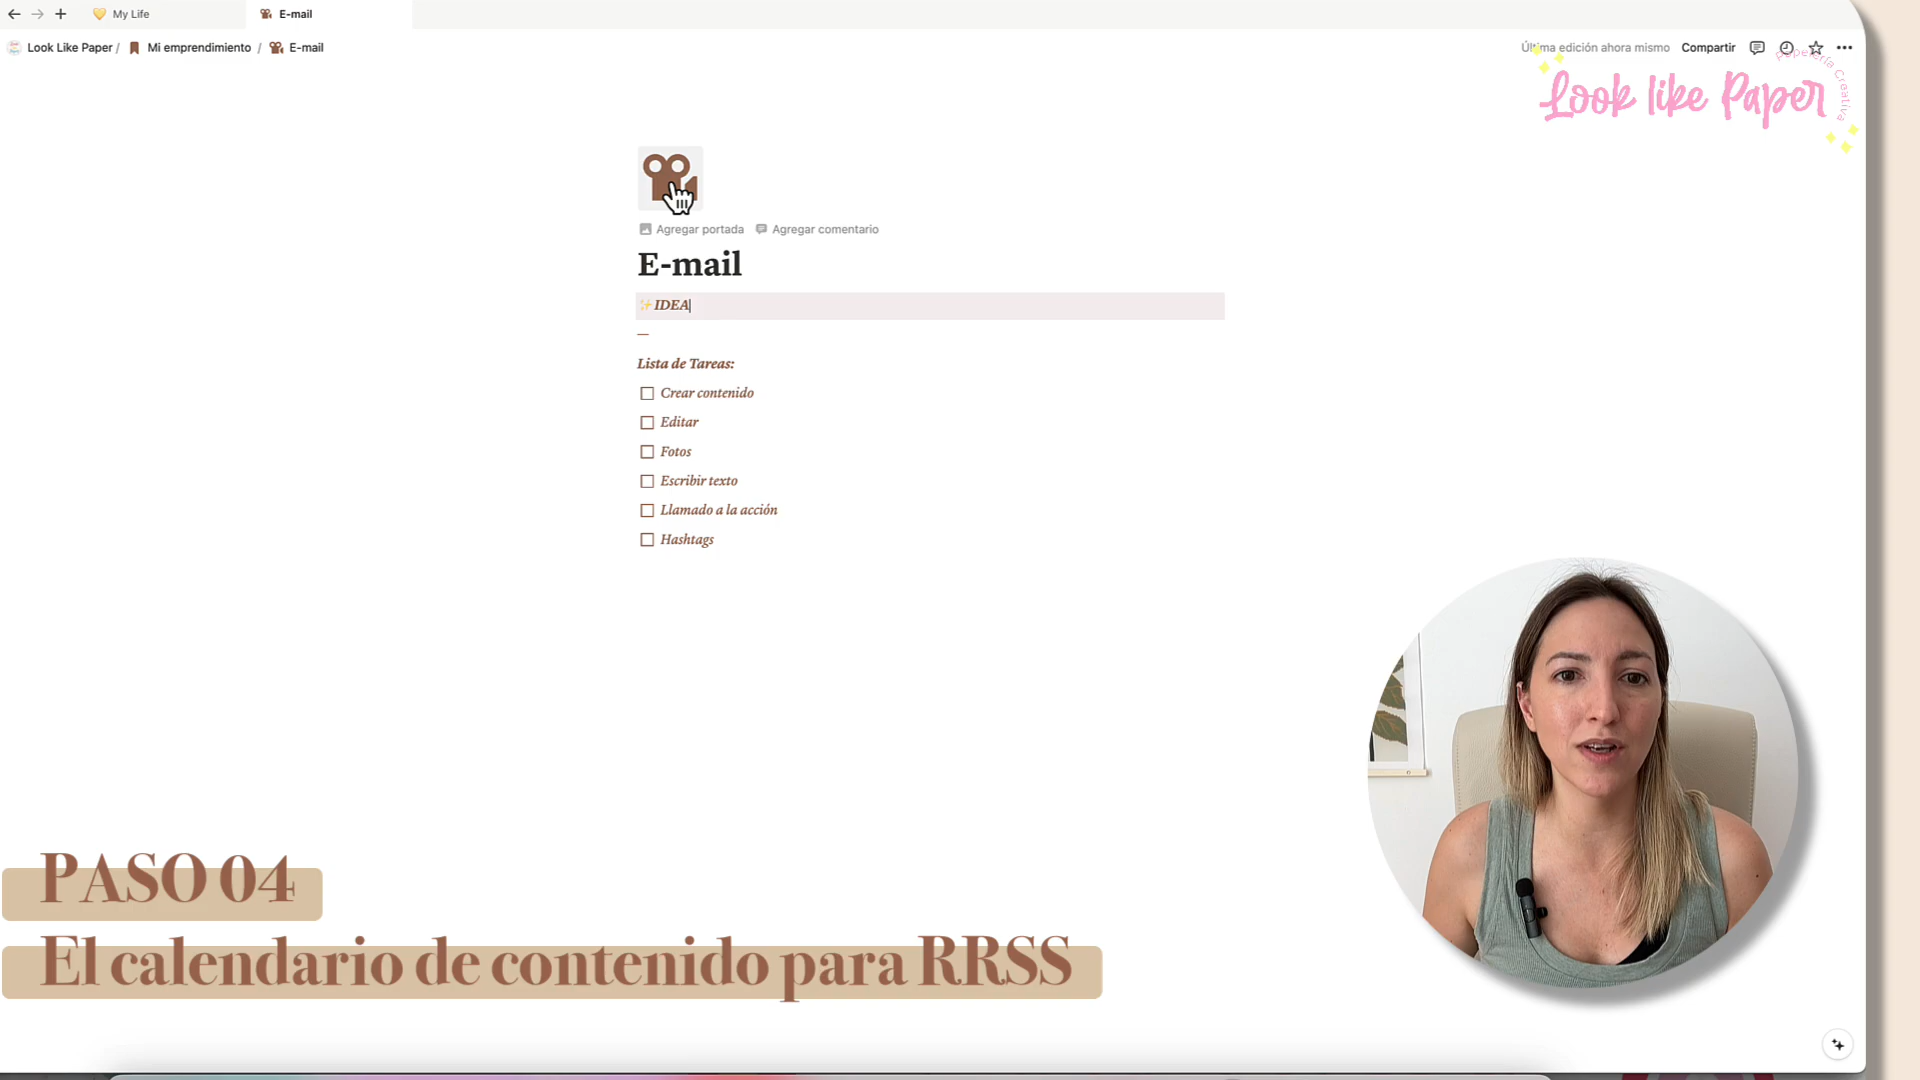 My Life
E-mail
Look Like Paper / Mi emprendimiento / E-mail
Última edición ahora mismo
Compartir
Papelería Creativa
Look like Paper
Agregar portada
Agregar comentario
E-mail
✨IDEA
—
Lista de Tareas:
Crear contenido
Editar
Fotos
Escribir texto
Llamado a la acción
Hashtags
PASO 04
El calendario de contenido para RRSS